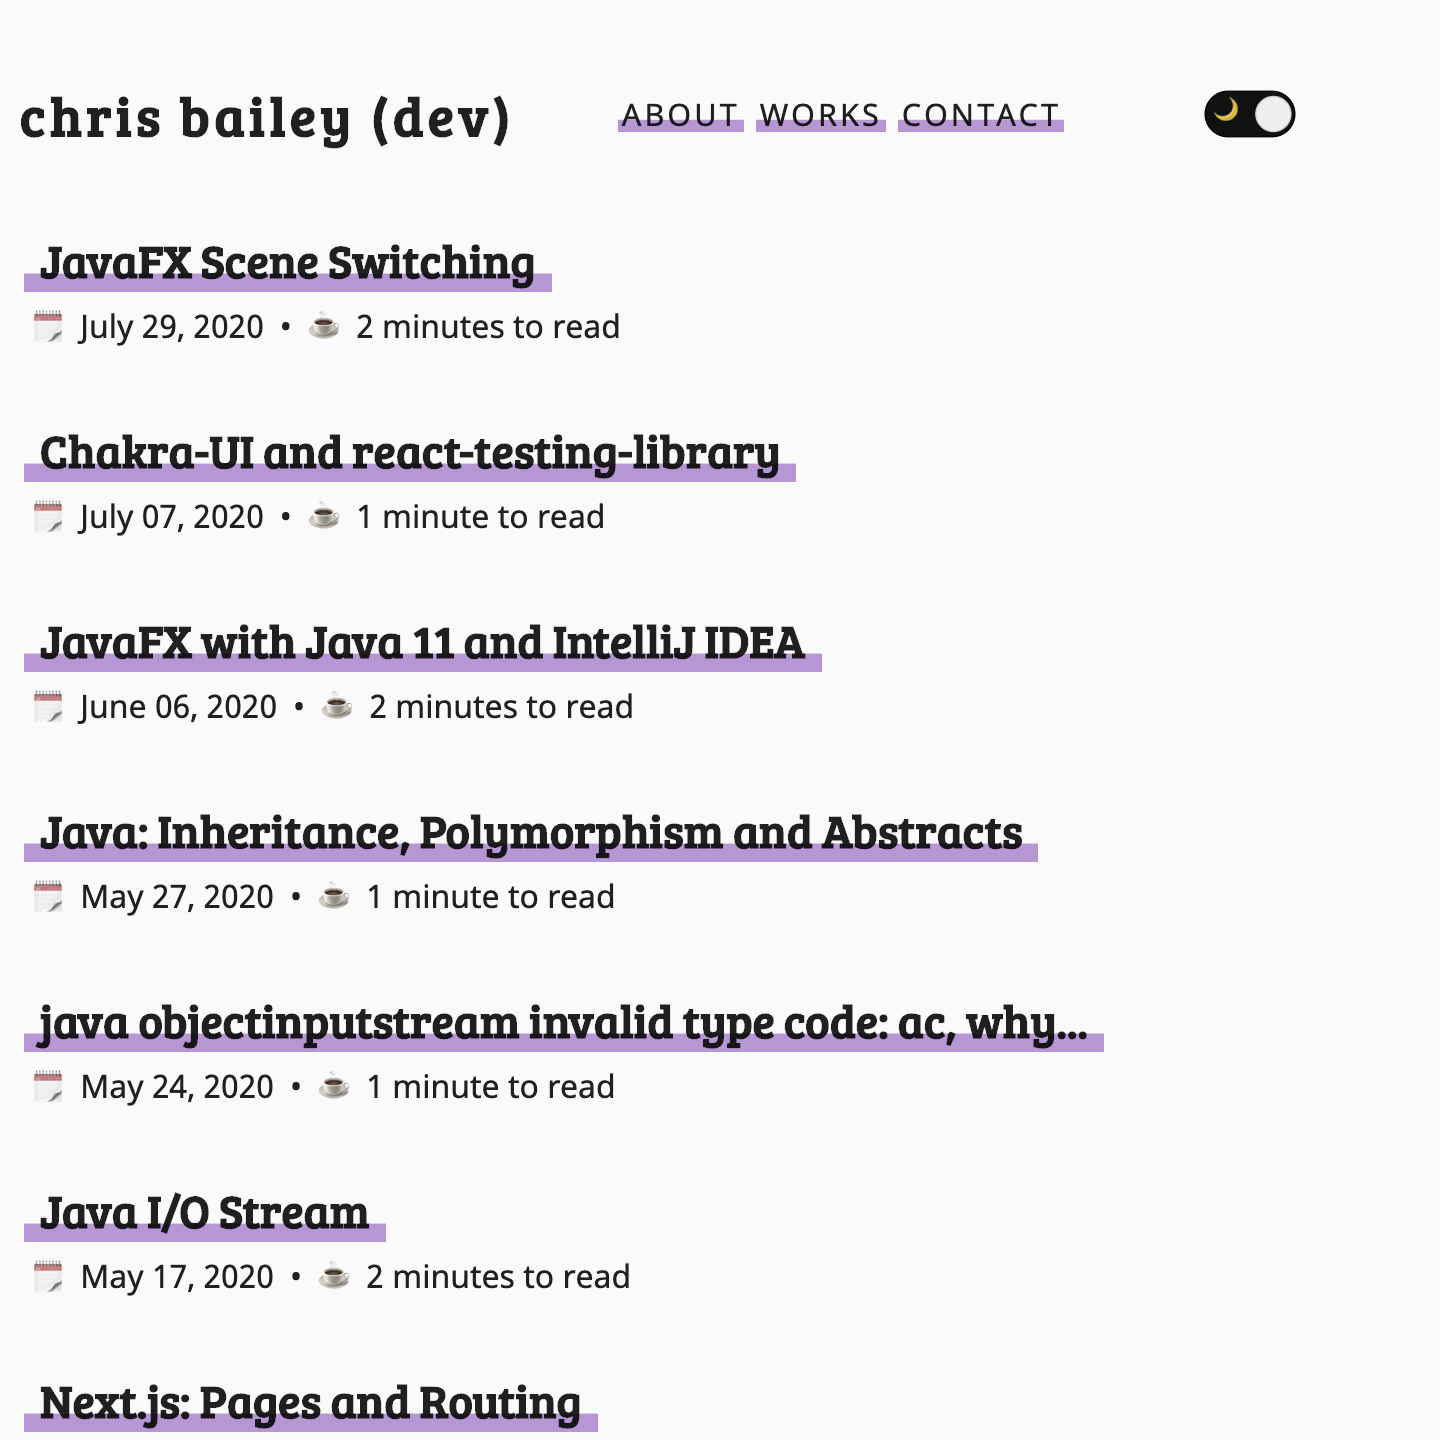 chris bailey (dev)
ABOUT WORKS CONTACT
JavaFX Scene Switching
July 29, 2020 • 2 minutes to read
Chakra-UI and react-testing-library
July 07, 2020 • 1 minute to read
JavaFX with Java 11 and IntelliJ IDEA
June 06, 2020 • 2 minutes to read
Java: Inheritance, Polymorphism and Abstracts
May 27, 2020 • 1 minute to read
java objectinputstream invalid type code: ac, why...
May 24, 2020 • 1 minute to read
Java I/O Stream
May 17, 2020 • 2 minutes to read
Next.js: Pages and Routing